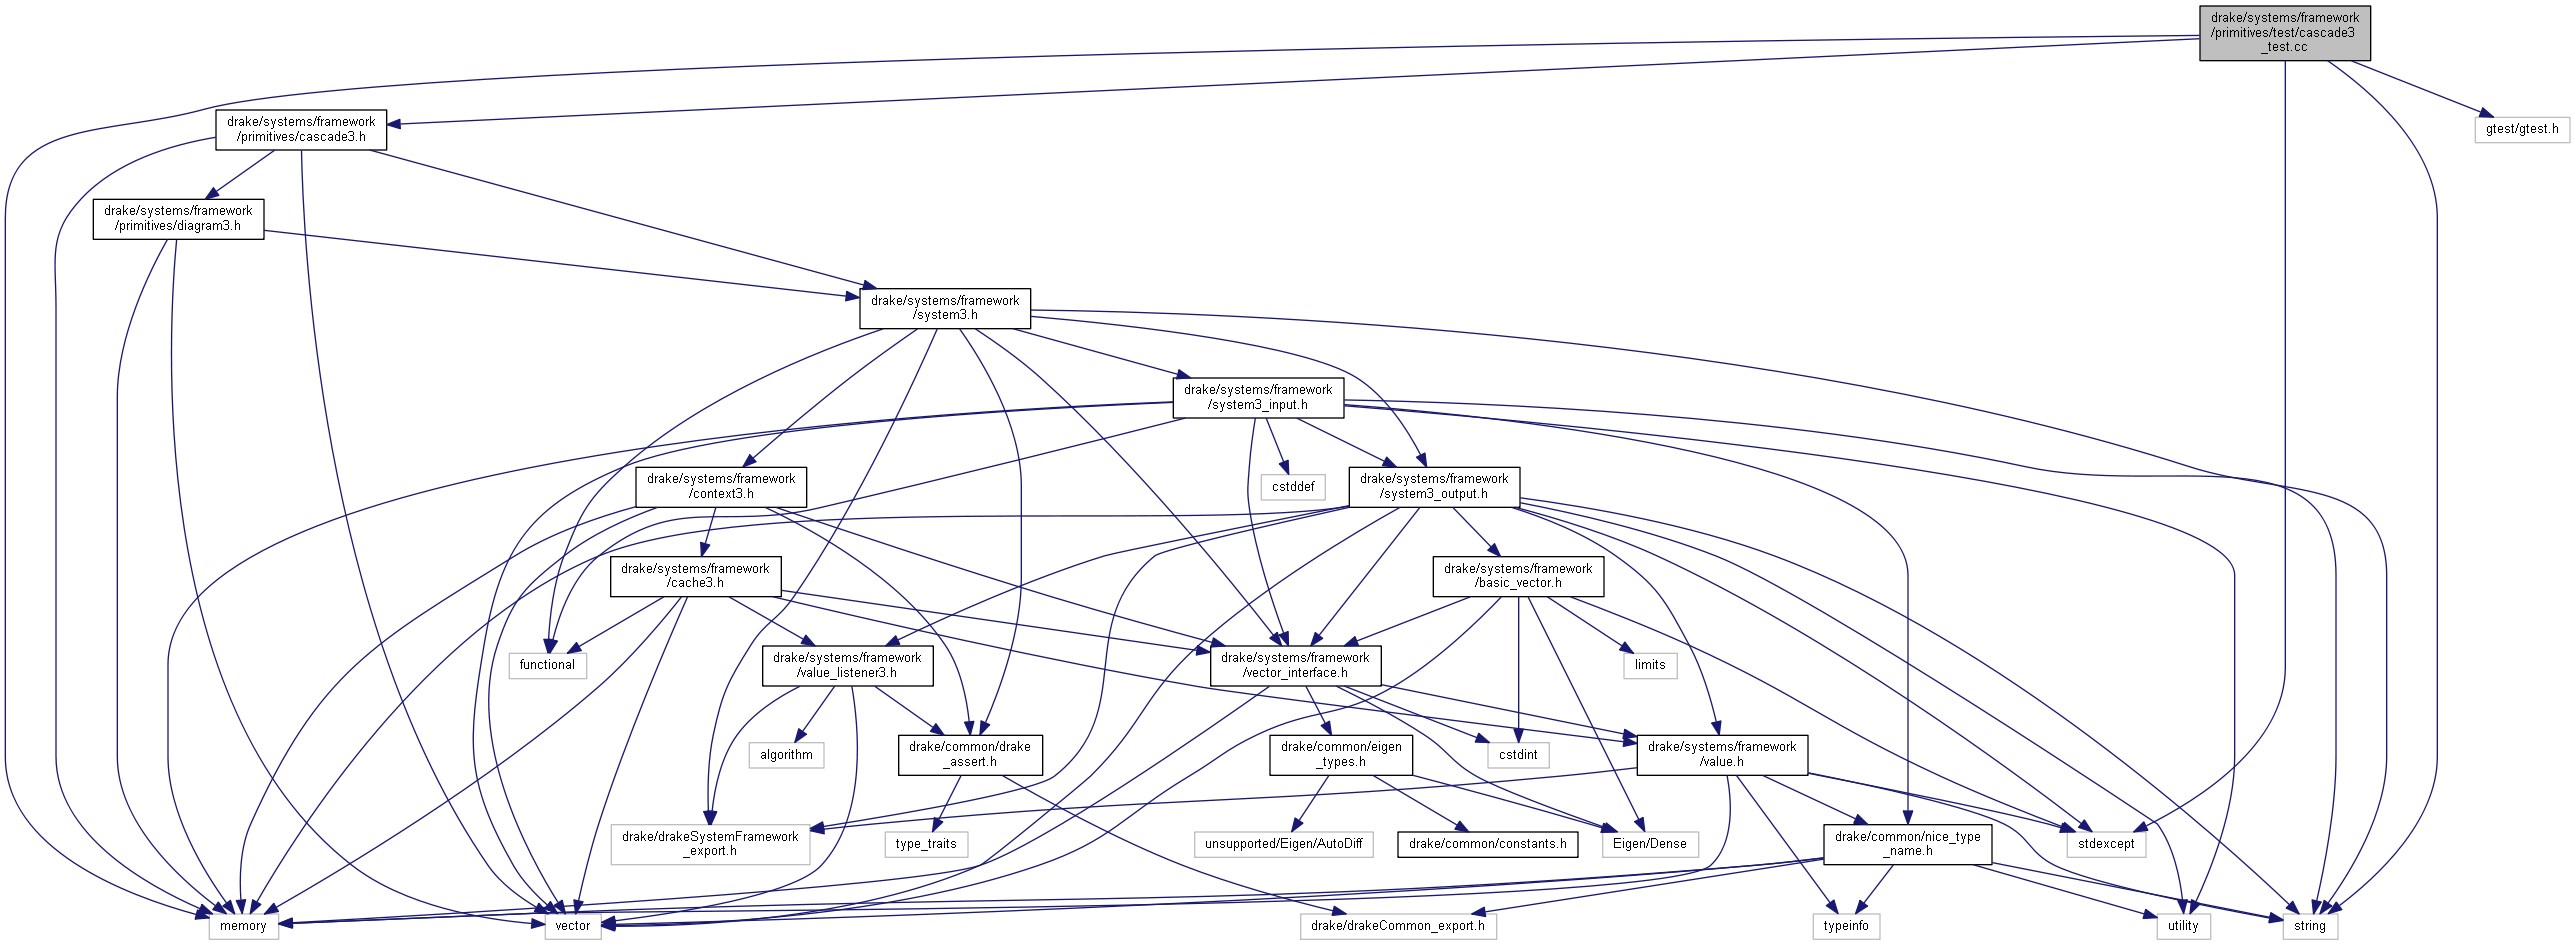 drake/systems/framework
/primitives/test/cascade3
_test.cc
drake/systems/framework
/primitives/cascade3.h
gtest/gtest.h
drake/systems/framework
/primitives/diagram3.h
drake/systems/framework
/system3.h
drake/systems/framework
/system3_input.h
drake/systems/framework
/context3.h
cstddef
drake/systems/framework
/system3_output.h
drake/systems/framework
/cache3.h
drake/systems/framework
/basic_vector.h
functional
drake/systems/framework
/value_listener3.h
drake/systems/framework
/vector_interface.h
limits
algorithm
drake/common/drake
_assert.h
drake/common/eigen
_types.h
cstdint
drake/systems/framework
/value.h
drake/drakeSystemFramework
_export.h
type_traits
unsupported/Eigen/AutoDiff
drake/common/constants.h
Eigen/Dense
drake/common/nice_type
_name.h
stdexcept
memory
vector
drake/drakeCommon_export.h
typeinfo
utility
string